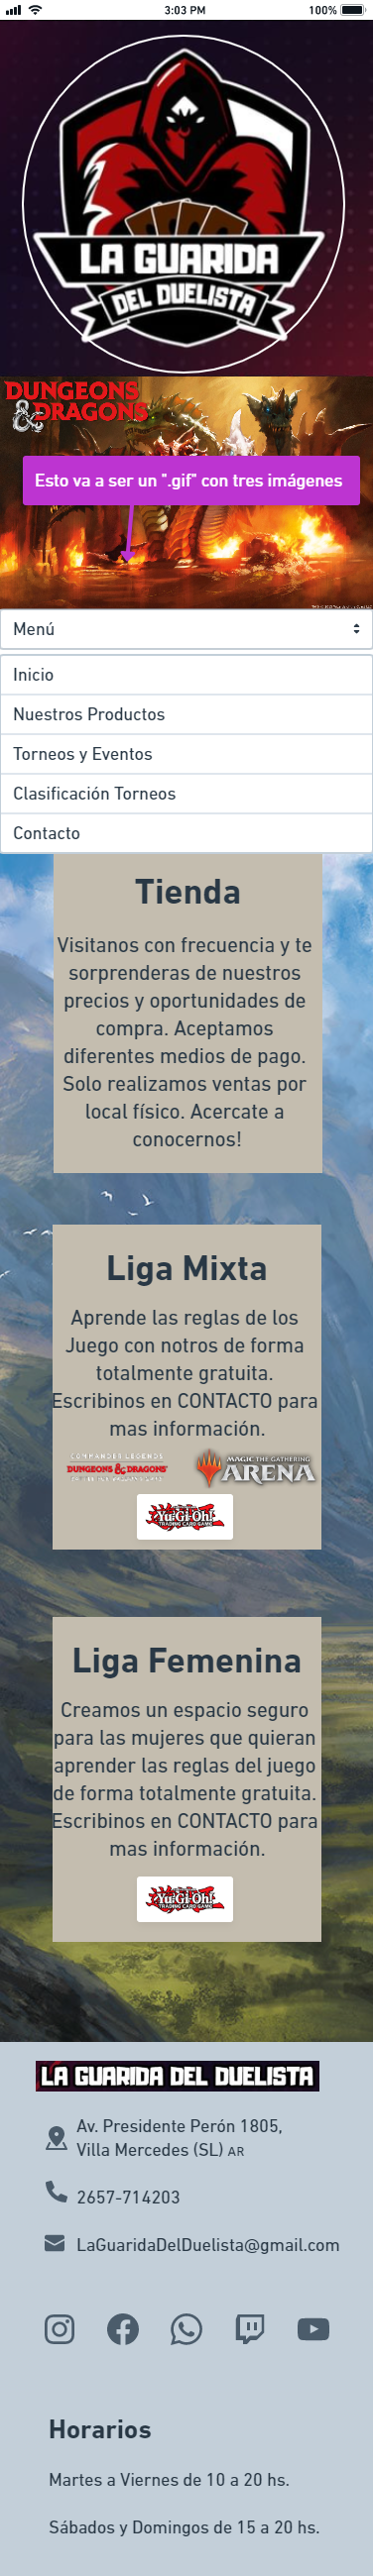 3:03 PM
100%
LA GUARIDA
DEL DUELISTA
DUNGEONS
& DRAGONS
Esto va a ser un ".gif" con tres imágenes
Menú
Inicio
Nuestros Productos
Torneos y Eventos
Clasificación Torneos
Contacto
Tienda
Visitanos con frecuencia y te
sorprenderas de nuestros
precios y oportunidades de
compra. Aceptamos
diferentes medios de pago.
Solo realizamos ventas por
local físico. Acercate a
conocernos!
Liga Mixta
Aprende las reglas de los
Juego con notros de forma
totalmente gratuita.
Escribinos en CONTACTO para
mas información.
COMMANDER LEGENDS
DUNGEONS & DRAGONS
MAGIC THE GATHERING
ARENA
Yu-Gi-Oh!
TRADING CARD GAME
Liga Femenina
Creamos un espacio seguro
para las mujeres que quieran
aprender las reglas del juego
de forma totalmente gratuita.
Escribinos en CONTACTO para
mas información.
Yu-Gi-Oh!
TRADING CARD GAME
LA GUARIDA DEL DUELISTA
Av. Presidente Perón 1805,
Villa Mercedes (SL) AR
2657-714203
LaGuaridaDelDuelista@gmail.com
Horarios
Martes a Viernes de 10 a 20 hs.
Sábados y Domingos de 15 a 20 hs.